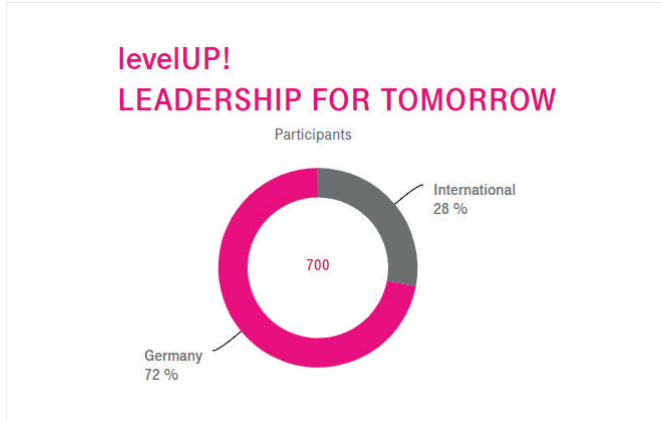 levelUP!
LEADERSHIP FOR TOMORROW
Participants
International
28 %
700
Germany
72 %